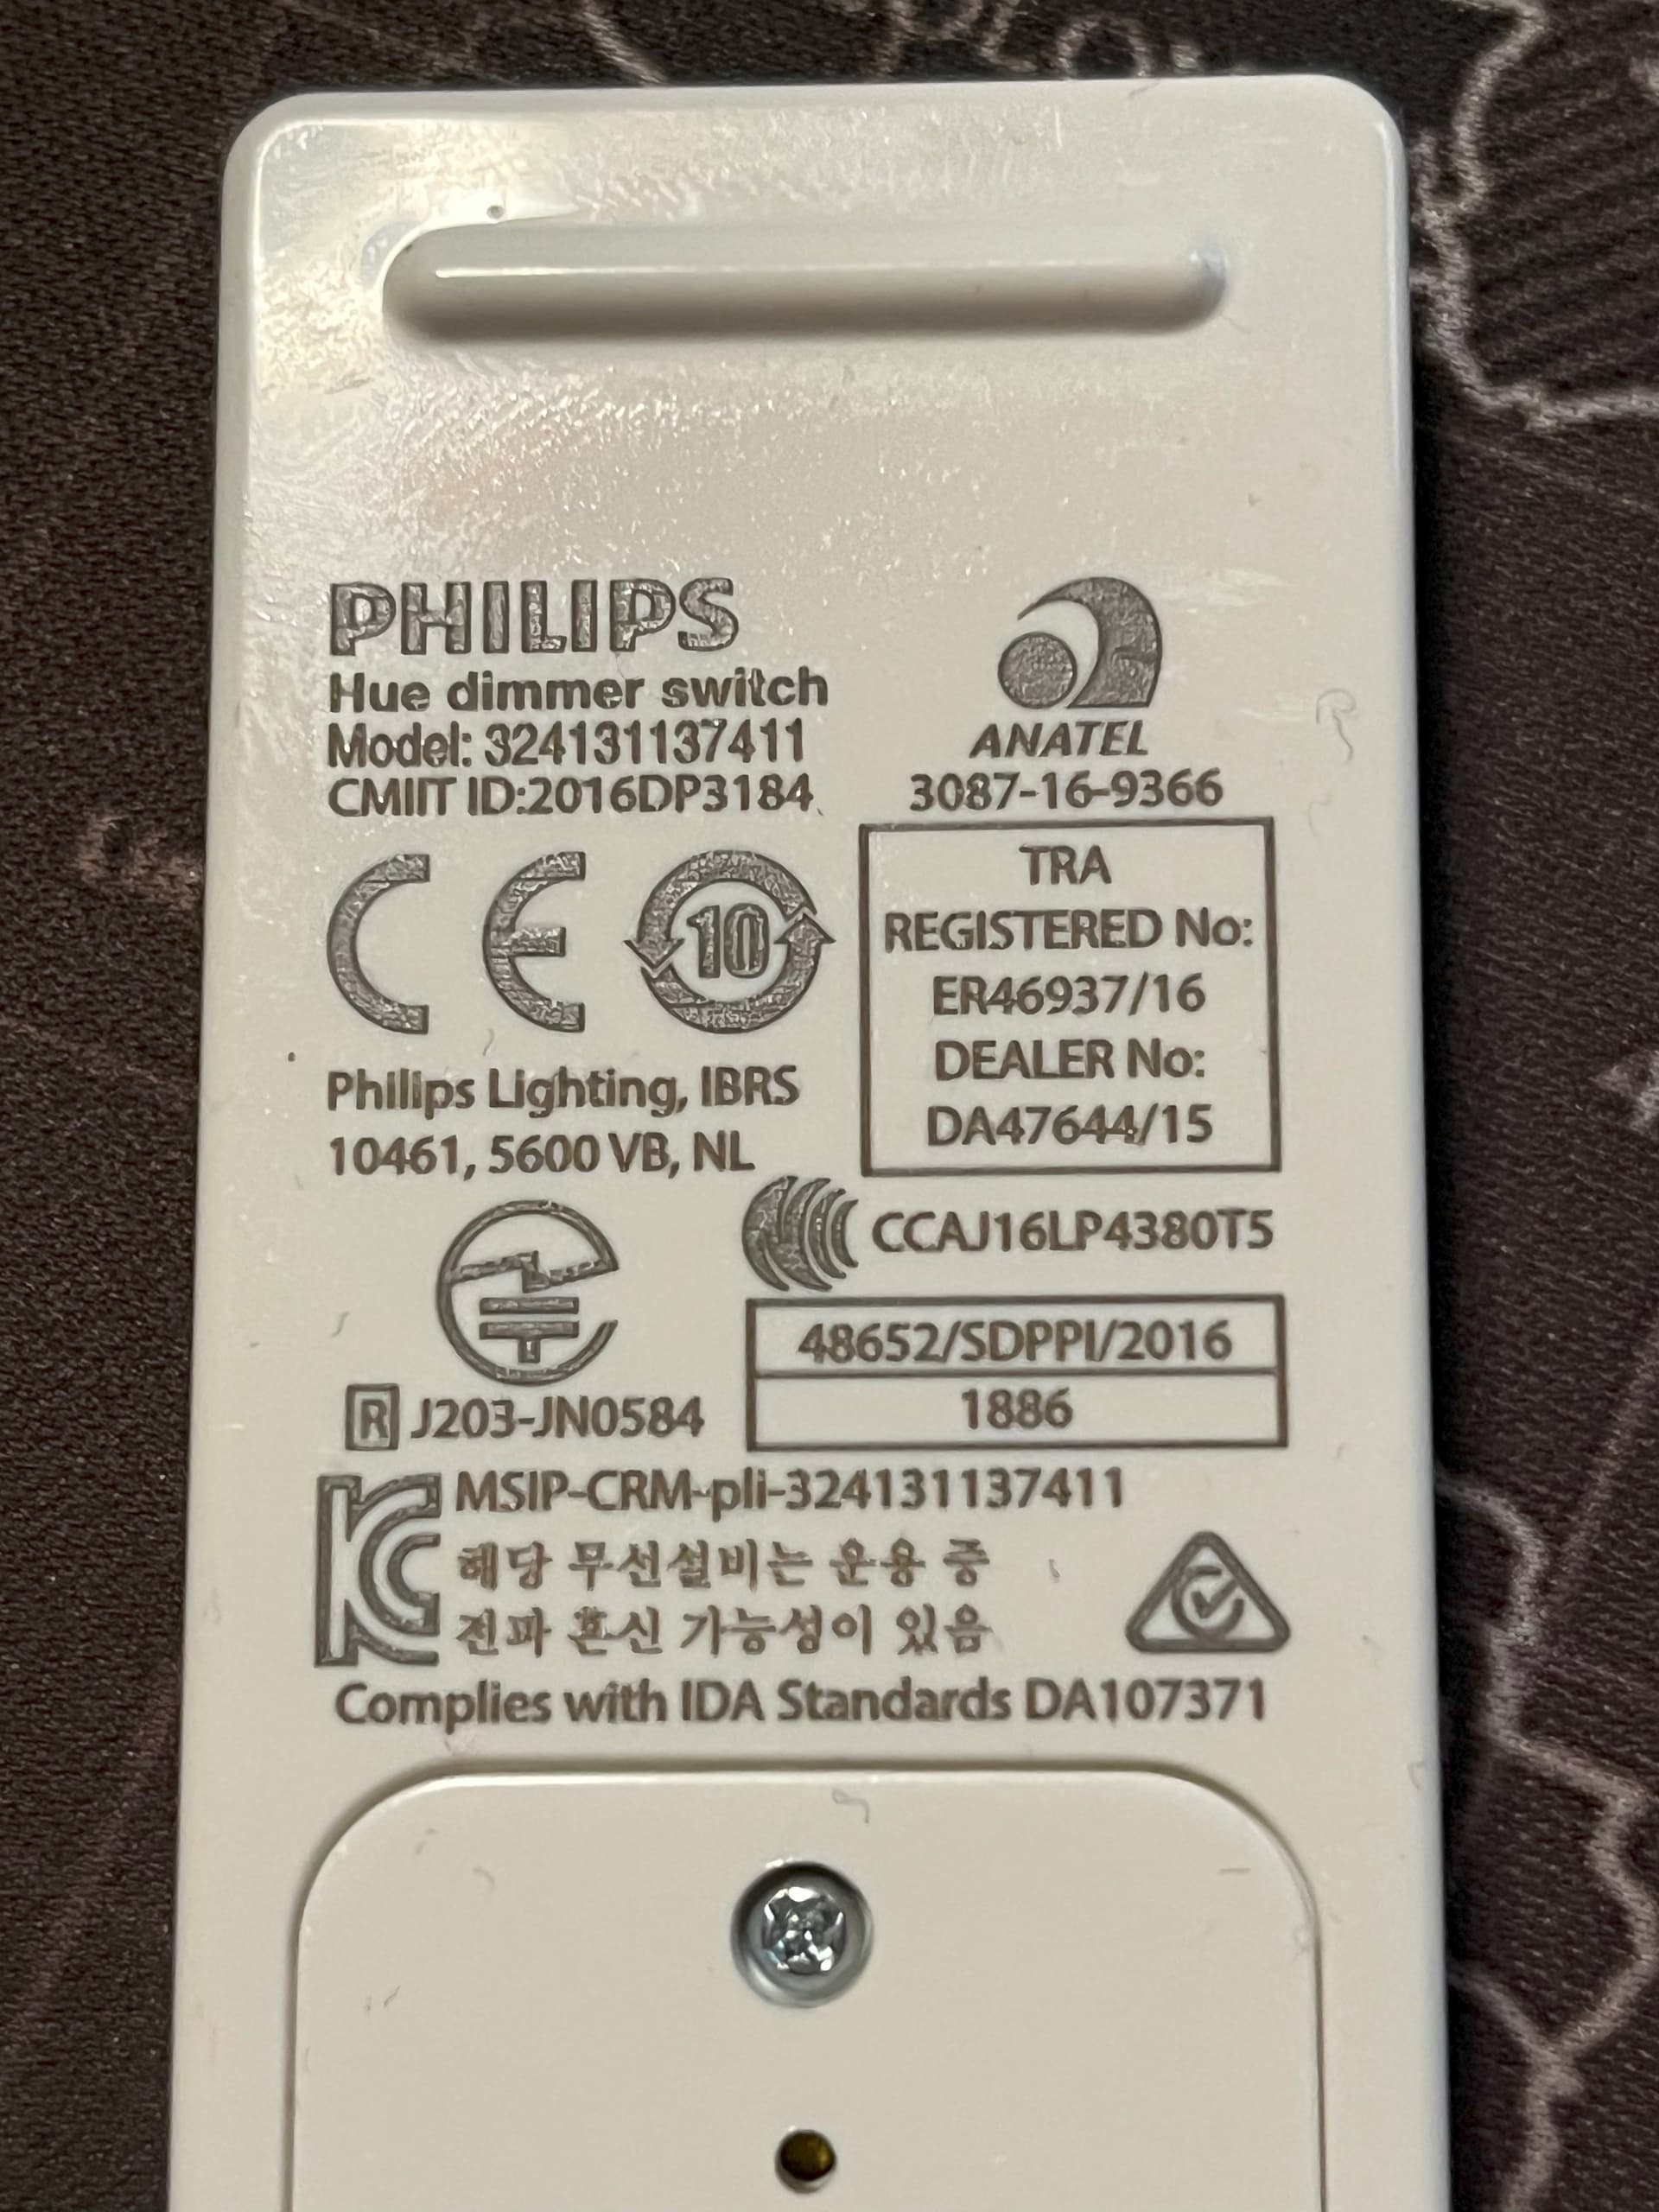 PHILIPS
Hue dimmer switch
Model: 324131137411
CMIIT ID:2016DP3184
ANATEL
3087-16-9366
CE
10
TRA
REGISTERED No:
ER46937/16
DEALER No:
DA47644/15
Philips Lighting, IBRS
10461, 5600 VB, NL
CCAJ16LP4380T5
48652/SDPPI/2016
1886
R J203-JN0584
KC
MSIP-CRM-pli-324131137411
해당 무선설비는 운용 중
전파 혼신 가능성이 있음
Complies with IDA Standards DA107371